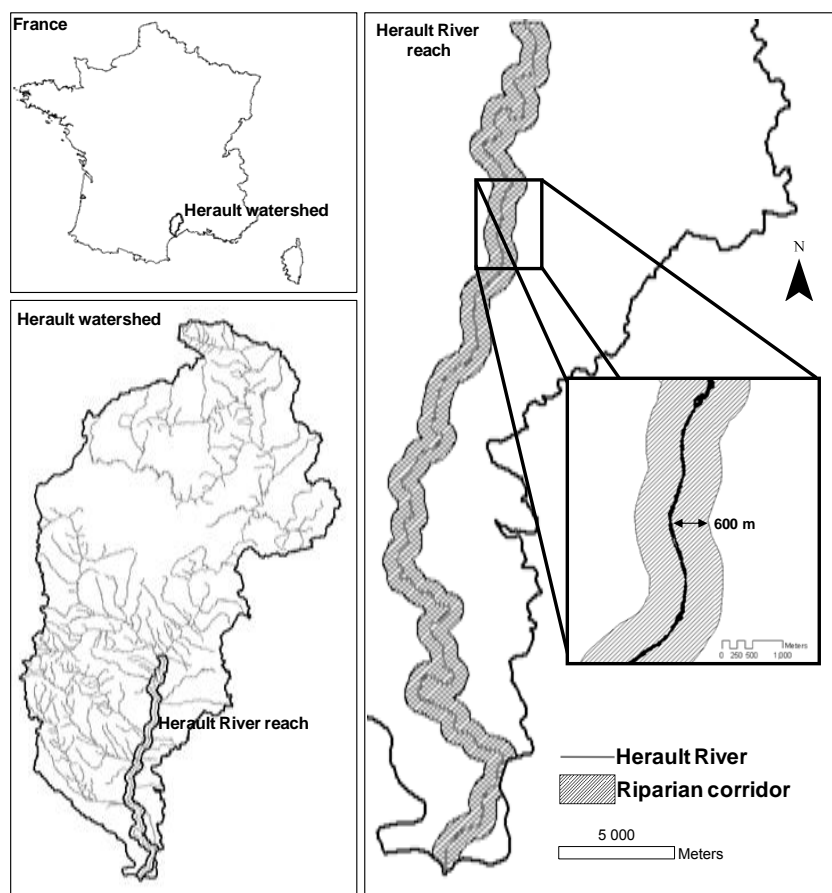 France
Herault watershed
Herault watershed
Herault River reach
Herault River
reach
N
600 m
Meters
0 250 500 1,000
Herault River
Riparian corridor
5 000
Meters